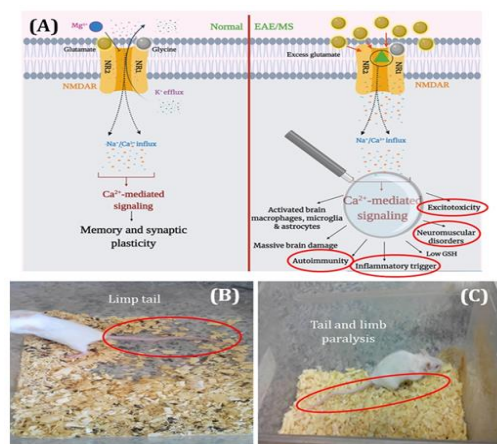 (A)
Normal
EAE/MS
Mg²⁺
Glutamate
Glycine
NR2
NR1
NMDAR
K⁺ efflux
Na⁺/Ca²⁺ influx
Ca²⁺-mediated
signaling
Memory and synaptic
plasticity
Excess glutamate
NR2
NR1
NMDAR
Na⁺/Ca²⁺ influx
Ca²⁺-mediated
signaling
Activated brain
macrophages, microglia
& astrocytes
Massive brain damage
Autoimmunity
Inflammatory trigger
Low GSH
Neuromuscular
disorders
Excitotoxicity
(B)
Limp tail
(C)
Tail and limb
paralysis